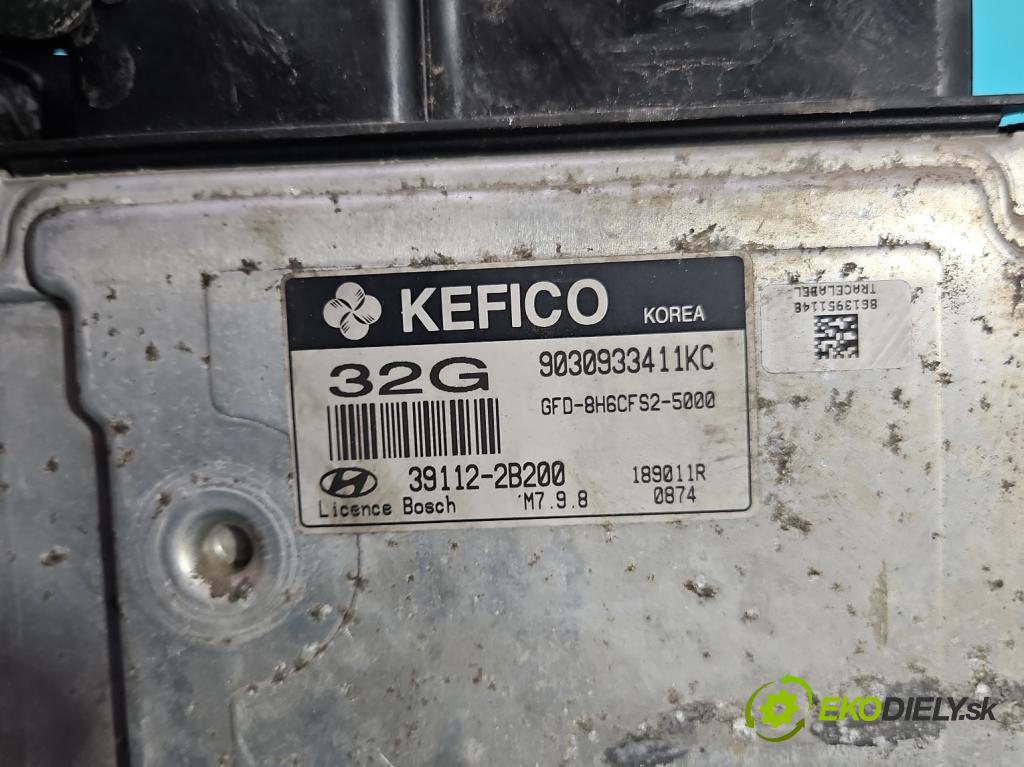 KEFICO KOREA
32G 9030933411KC
GFD-8H6CFS2-5000
39112-2B200 189011R
Licence Bosch M7.9.8 0874
8613951148
TRACELABEL
EKODIELY.sk